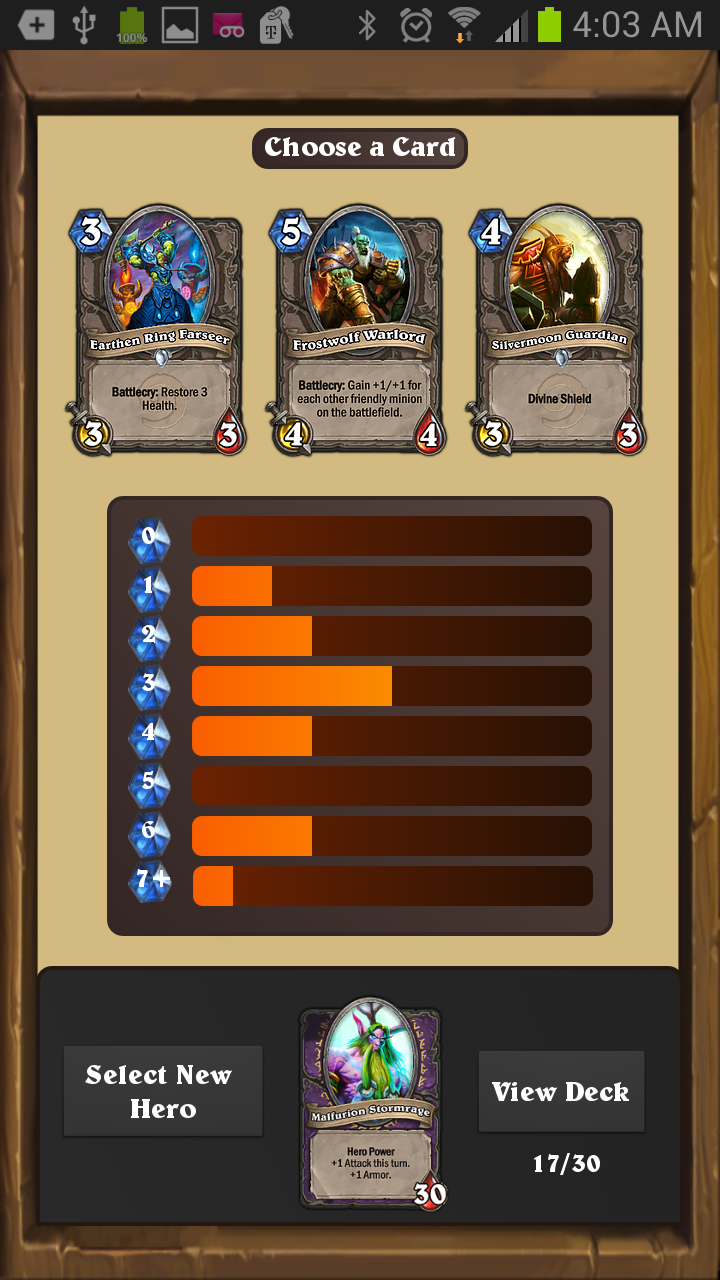 100%
T
4:03 AM
Choose a Card
3
5
4
Earthen Ring Farseer
Frostwolf Warlord
Silvermoon Guardian
Battlecry: Restore 3
Health.
Battlecry: Gain +1/+1 for
each other friendly minion
on the battlefield.
Divine Shield
3
3
4
4
3
3
0
1
2
3
4
5
6
7+
Select New
Hero
Malfurion Stormrage
Hero Power
+1 Attack this turn.
+1 Armor.
30
View Deck
17/30